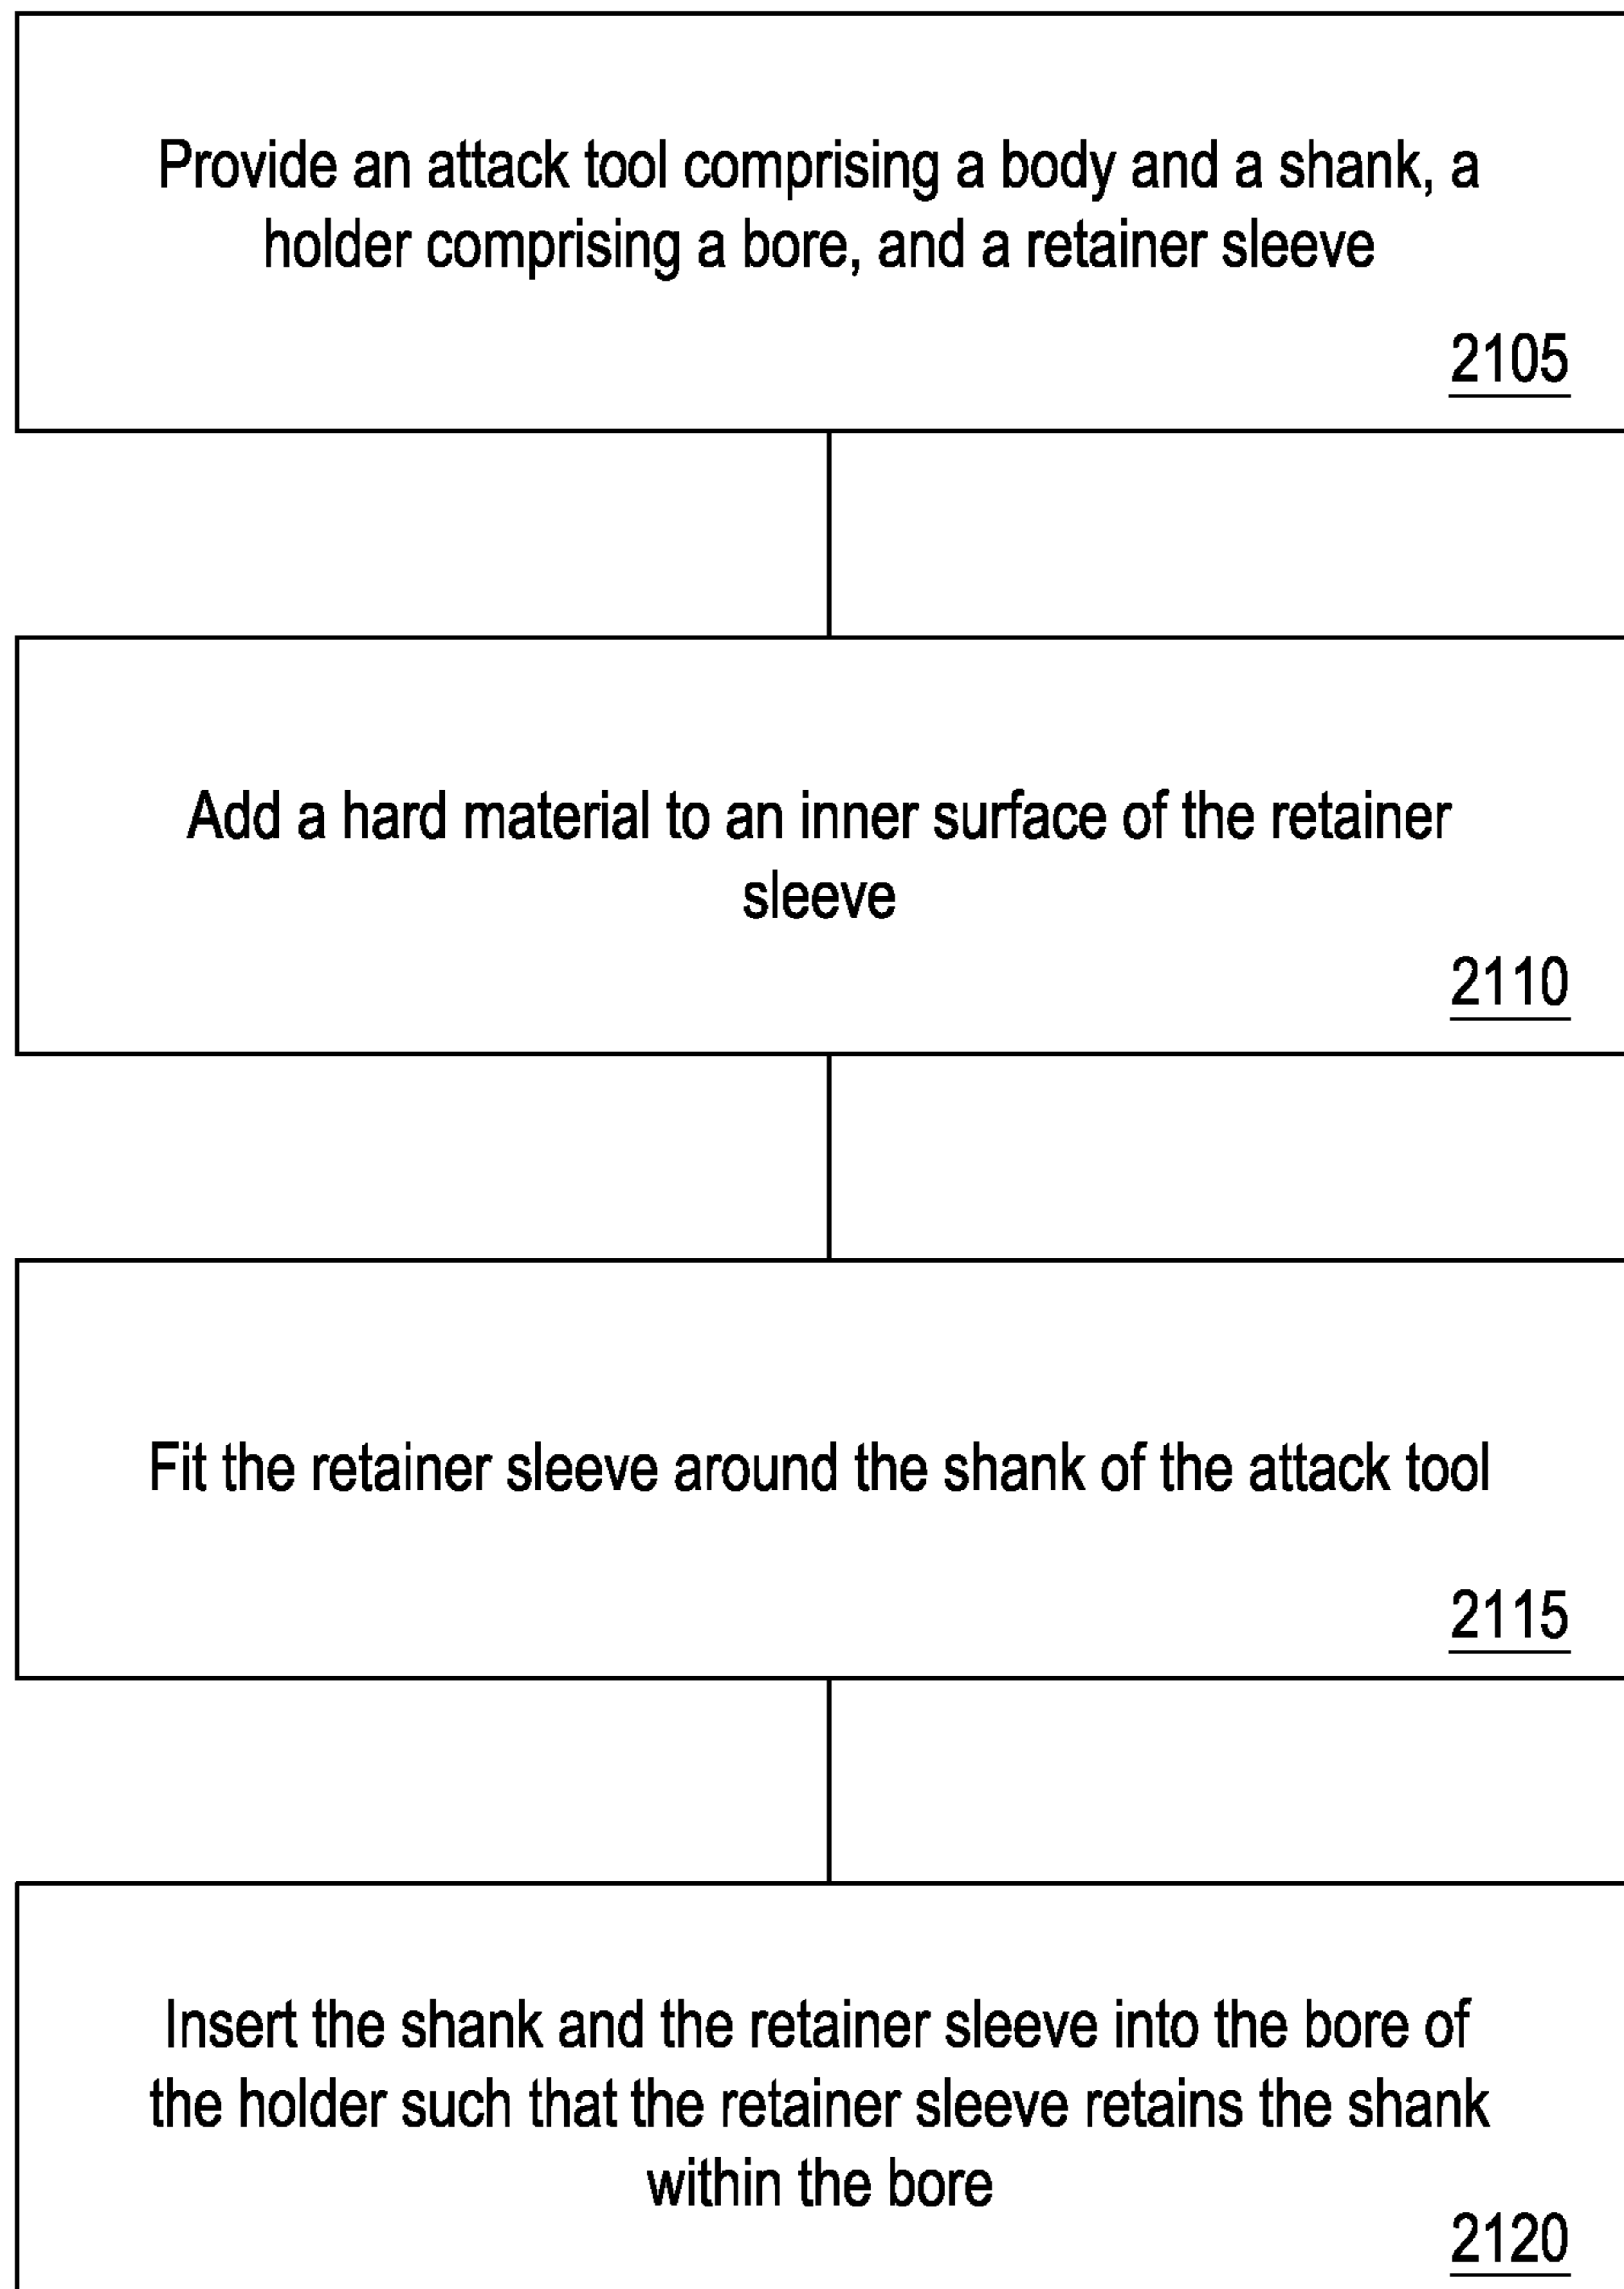 Provide an attack tool comprising a body and a shank, a
holder comprising a bore, and a retainer sleeve
2105
Add a hard material to an inner surface of the retainer
sleeve
2110
Fit the retainer sleeve around the shank of the attack tool
2115
Insert the shank and the retainer sleeve into the bore of
the holder such that the retainer sleeve retains the shank
within the bore
2120